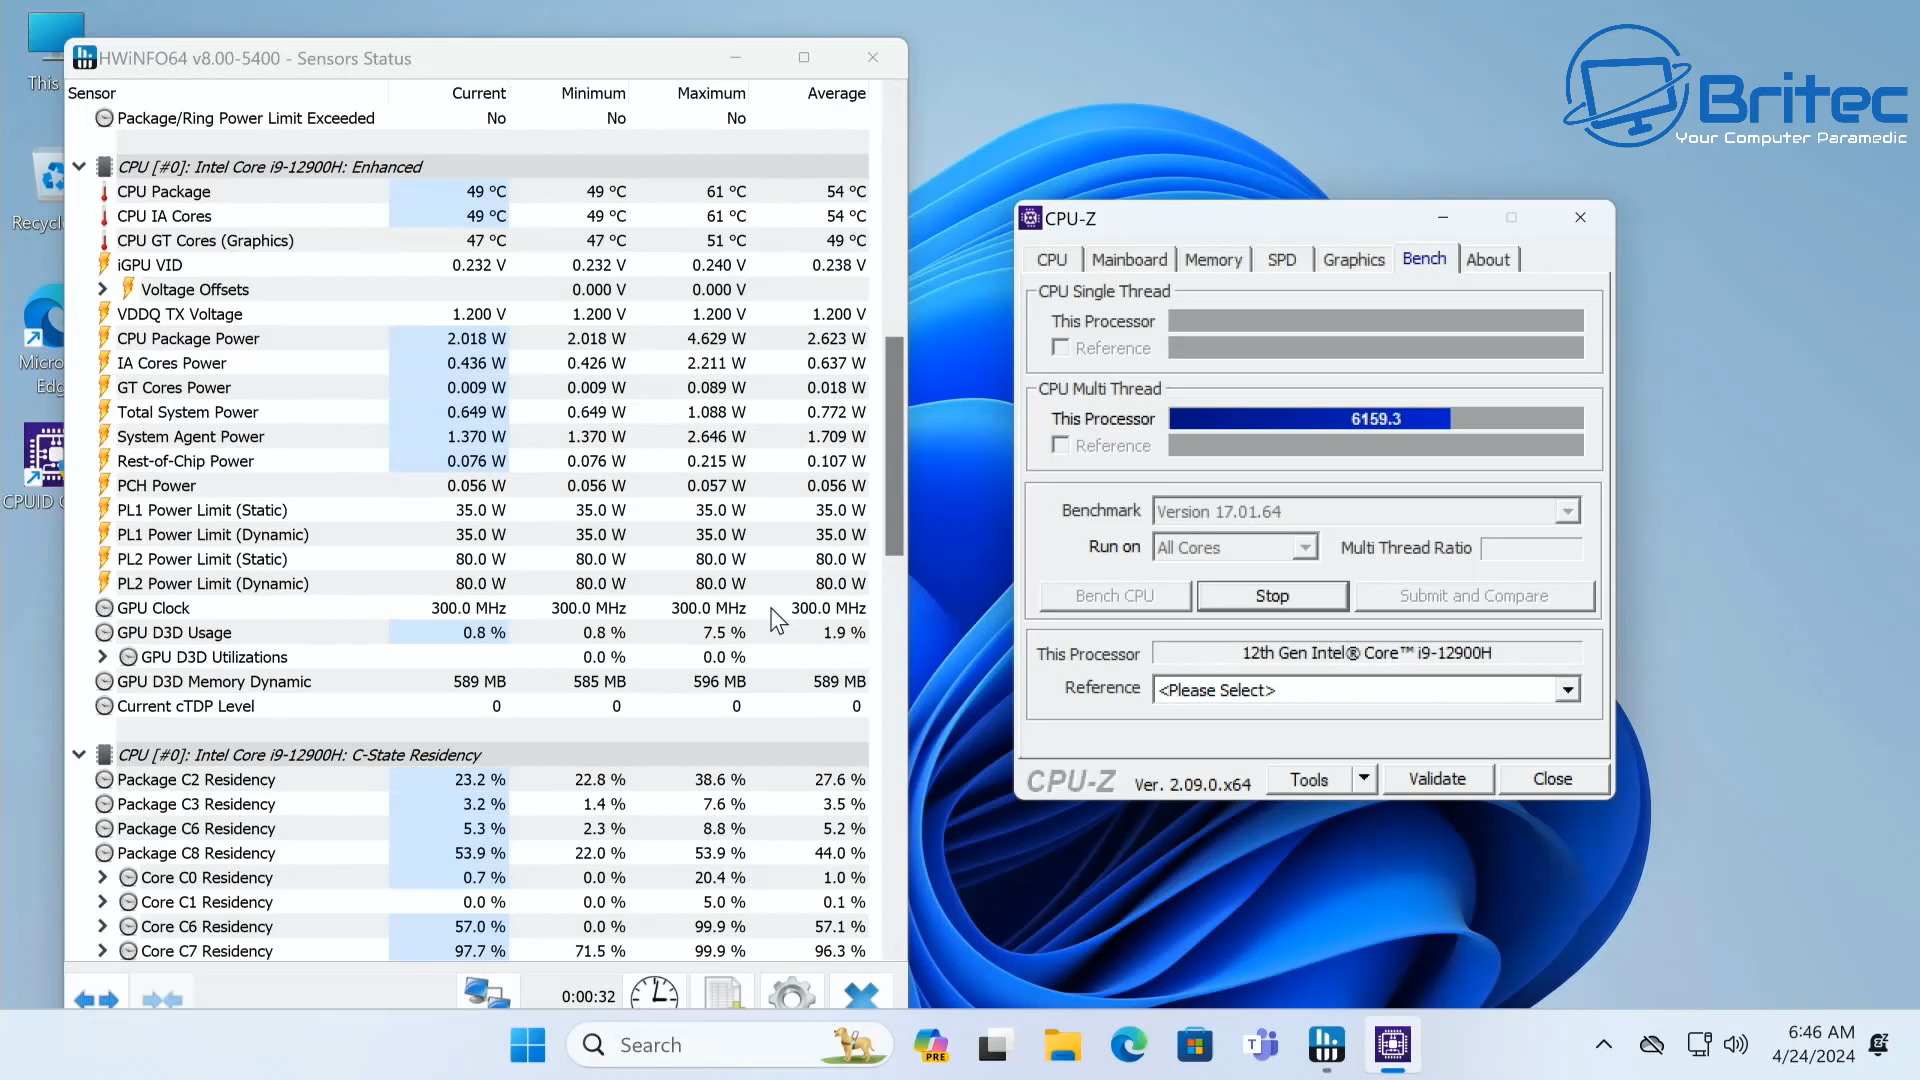 This
Recycl
Micro
Edg
CPUID
HWiNFO64 v8.00-5400 - Sensors Status
Sensor Current Minimum Maximum Average
Package/Ring Power Limit Exceeded No No No
CPU [#0]: Intel Core i9-12900H: Enhanced
CPU Package 49 °C 49 °C 61 °C 54 °C
CPU IA Cores 49 °C 49 °C 61 °C 54 °C
CPU GT Cores (Graphics) 47 °C 47 °C 51 °C 49 °C
iGPU VID 0.232 V 0.232 V 0.240 V 0.238 V
Voltage Offsets 0.000 V 0.000 V
VDDQ TX Voltage 1.200 V 1.200 V 1.200 V 1.200 V
CPU Package Power 2.018 W 2.018 W 4.629 W 2.623 W
IA Cores Power 0.436 W 0.426 W 2.211 W 0.637 W
GT Cores Power 0.009 W 0.009 W 0.089 W 0.018 W
Total System Power 0.649 W 0.649 W 1.088 W 0.772 W
System Agent Power 1.370 W 1.370 W 2.646 W 1.709 W
Rest-of-Chip Power 0.076 W 0.076 W 0.215 W 0.107 W
PCH Power 0.056 W 0.056 W 0.057 W 0.056 W
PL1 Power Limit (Static) 35.0 W 35.0 W 35.0 W 35.0 W
PL1 Power Limit (Dynamic) 35.0 W 35.0 W 35.0 W 35.0 W
PL2 Power Limit (Static) 80.0 W 80.0 W 80.0 W 80.0 W
PL2 Power Limit (Dynamic) 80.0 W 80.0 W 80.0 W 80.0 W
GPU Clock 300.0 MHz 300.0 MHz 300.0 MHz 300.0 MHz
GPU D3D Usage 0.8 % 0.8 % 7.5 % 1.9 %
GPU D3D Utilizations 0.0 % 0.0 %
GPU D3D Memory Dynamic 589 MB 585 MB 596 MB 589 MB
Current cTDP Level 0 0 0 0
CPU [#0]: Intel Core i9-12900H: C-State Residency
Package C2 Residency 23.2 % 22.8 % 38.6 % 27.6 %
Package C3 Residency 3.2 % 1.4 % 7.6 % 3.5 %
Package C6 Residency 5.3 % 2.3 % 8.8 % 5.2 %
Package C8 Residency 53.9 % 22.0 % 53.9 % 44.0 %
Core C0 Residency 0.7 % 0.0 % 20.4 % 1.0 %
Core C1 Residency 0.0 % 0.0 % 5.0 % 0.1 %
Core C6 Residency 57.0 % 0.0 % 99.9 % 57.1 %
Core C7 Residency 97.7 % 71.5 % 99.9 % 96.3 %
0:00:32
Britec
Your Computer Paramedic
CPU-Z
CPU Mainboard Memory SPD Graphics Bench About
CPU Single Thread
This Processor
Reference
CPU Multi Thread
This Processor 6159.3
Reference
Benchmark Version 17.01.64
Run on All Cores Multi Thread Ratio
Bench CPU Stop Submit and Compare
This Processor 12th Gen Intel® Core™ i9-12900H
Reference <Please Select>
CPU-Z Ver. 2.09.0.x64 Tools Validate Close
Search
PRE
T
6:46 AM
4/24/2024